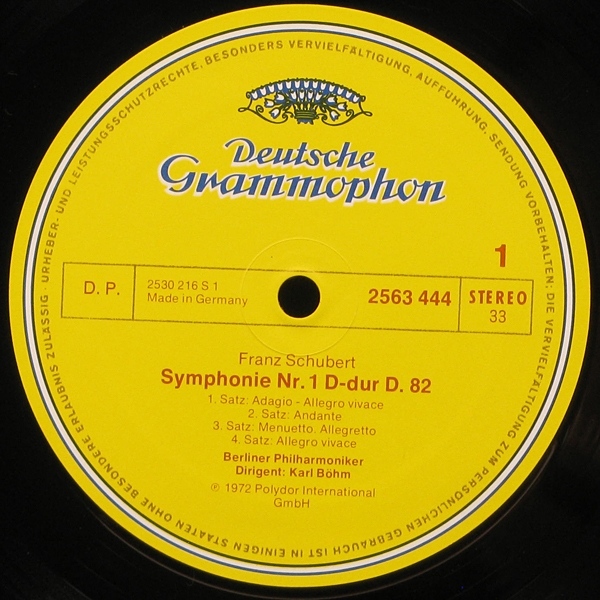 URHEBER- UND LEISTUNGSSCHUTZRECHTE, BESONDERS VERVIELFÄLTIGUNG, AUFFÜHRUNG, SENDUNG VORBEHALTEN; DIE VERVIELFÄLTIGUNG ZUM PERSÖNLICHEN GEBRAUCH IST IN EINIGEN STAATEN OHNE BESONDERE ERLAUBNIS ZULÄSSIG ·
Deutsche
Grammophon
1
D. P.
2530 216 S 1
Made in Germany
2563 444
STEREO
33
Franz Schubert
Symphonie Nr. 1 D-dur D. 82
1. Satz: Adagio - Allegro vivace
2. Satz: Andante
3. Satz: Menuetto. Allegretto
4. Satz: Allegro vivace
Berliner Philharmoniker
Dirigent: Karl Böhm
℗ 1972 Polydor International
GmbH